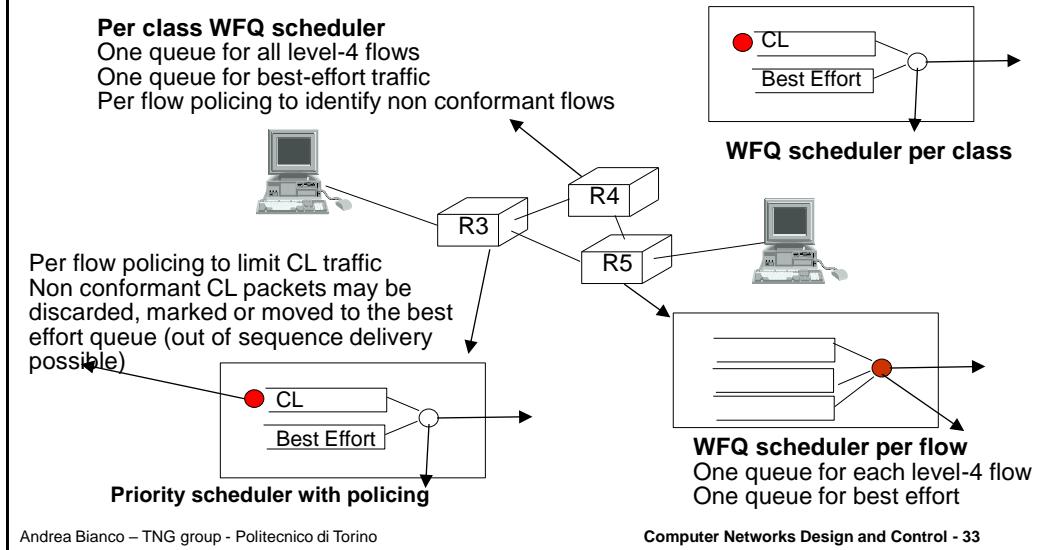 Per class WFQ scheduler
One queue for all level-4 flows
One queue for best-effort traffic
Per flow policing to identify non conformant flows
CL
Best Effort
WFQ scheduler per class
R4
R3
R5
Per flow policing to limit CL traffic
Non conformant CL packets may be
discarded, marked or moved to the best
effort queue (out of sequence delivery
possible)
CL
Best Effort
Priority scheduler with policing
WFQ scheduler per flow
One queue for each level-4 flow
One queue for best effort
Andrea Bianco – TNG group - Politecnico di Torino
Computer Networks Design and Control - 33